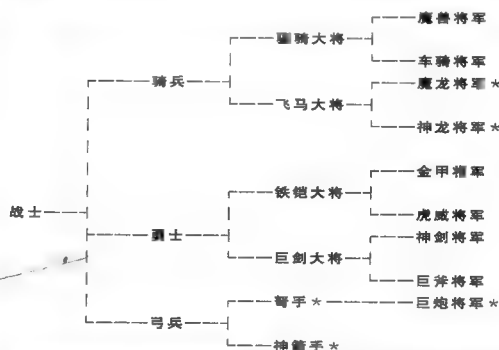 魔兽将军
骑大将
车骑将军
骑兵
魔龙将军*
飞马大将
神龙将军*
金甲将军
铁铠大将
战士
虎威将军
勇士
神剑将军
巨剑大将
巨斧将军
弩手*
巨炮将军*
弓兵
神箭手*